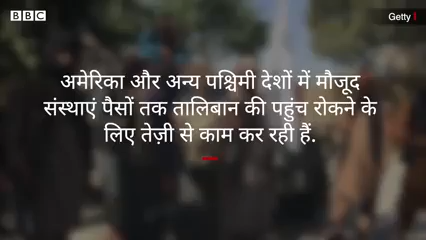 BBC
Getty
अमेरिका और अन्य पश्चिमी देशों में मौजूद
संस्थाएं पैसों तक तालिबान की पहुंच रोकने के
लिए तेज़ी से काम कर रही हैं.